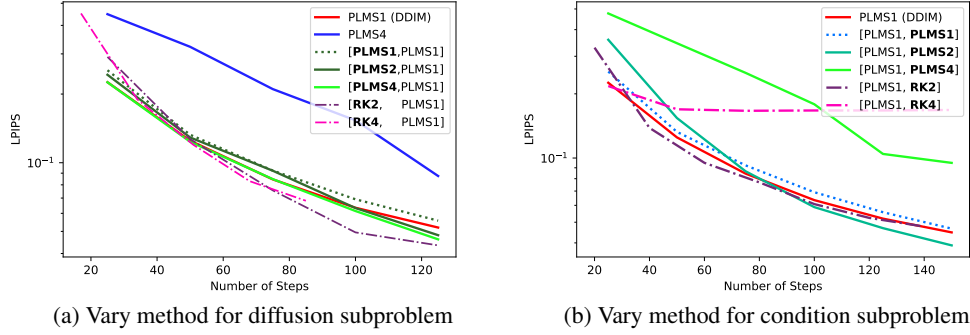 PLMS1 (DDIM)
PLMS4
[PLMS1,PLMS1]
[PLMS2,PLMS1]
[PLMS4,PLMS1]
[RK2, PLMS1]
[RK4, PLMS1]
LPIPS
10⁻¹
20 40 60 80 100 120
Number of Steps
(a) Vary method for diffusion subproblem
PLMS1 (DDIM)
[PLMS1, PLMS1]
[PLMS1, PLMS2]
[PLMS1, PLMS4]
[PLMS1, RK2]
[PLMS1, RK4]
LPIPS
10⁻¹
20 40 60 80 100 120 140
Number of Steps
(b) Vary method for condition subproblem